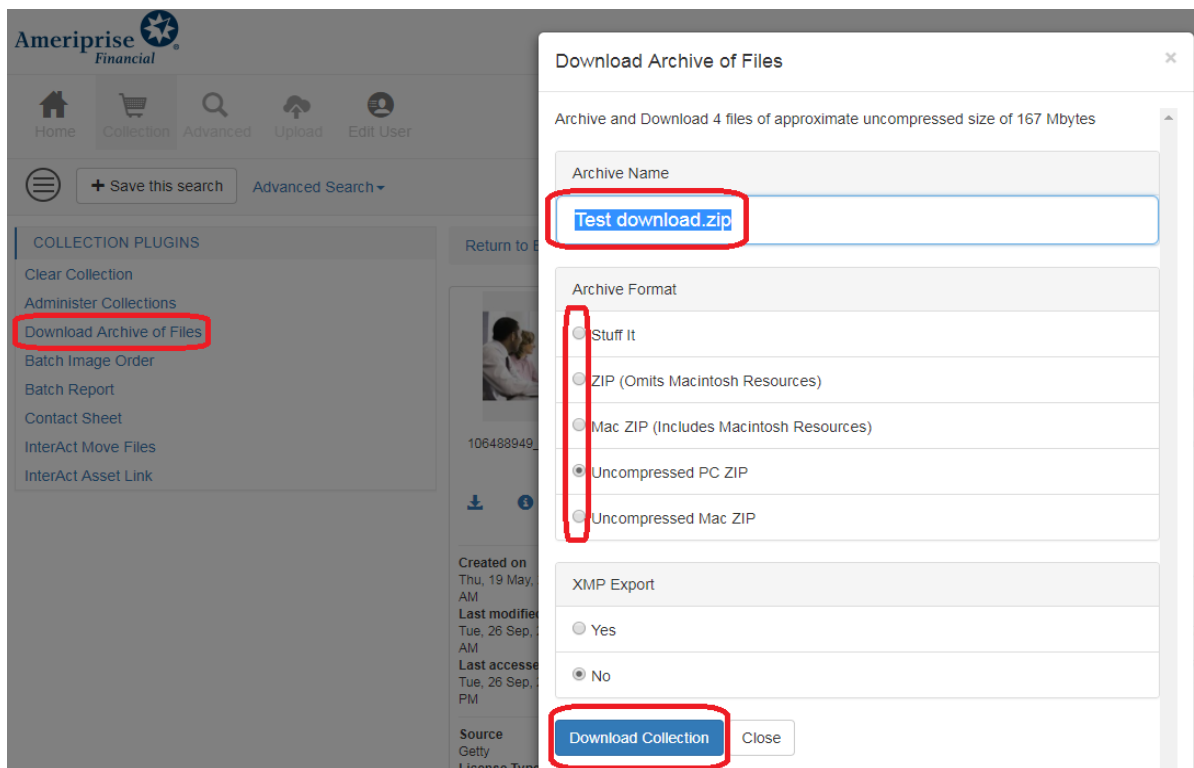 Ameriprise
Financial
Home
Collection
Advanced
Upload
Edit User
+ Save this search
Advanced Search
COLLECTION PLUGINS
Clear Collection
Administer Collections
Download Archive of Files
Batch Image Order
Batch Report
Contact Sheet
InterAct Move Files
InterAct Asset Link
Return to
106488949_
Created on
Thu, 19 May,
AM
Last modified
Tue, 26 Sep,
AM
Last accesse
Tue, 26 Sep,
PM
Source
Getty
License Type
Download Archive of Files
×
Archive and Download 4 files of approximate uncompressed size of 167 Mbytes
Archive Name
Test download.zip
Archive Format
Stuff It
ZIP (Omits Macintosh Resources)
Mac ZIP (Includes Macintosh Resources)
Uncompressed PC ZIP
Uncompressed Mac ZIP
XMP Export
Yes
No
Download Collection
Close